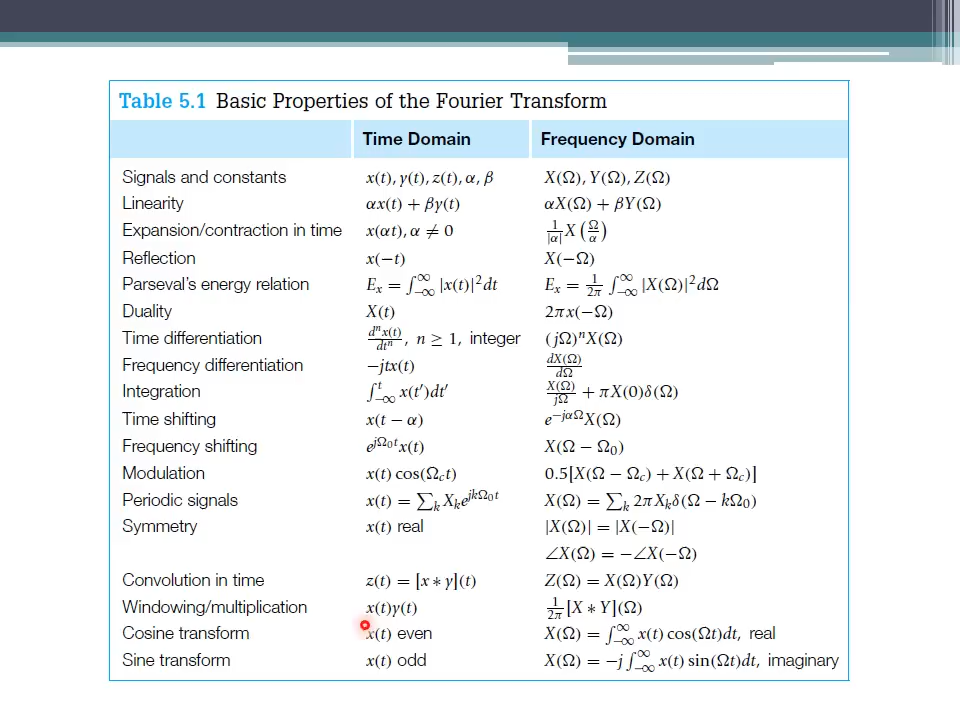 Table 5.1 Basic Properties of the Fourier Transform
Time Domain Frequency Domain
Signals and constants x(t), y(t), z(t), α, β X(Ω), Y(Ω), Z(Ω)
Linearity αx(t) + βy(t) αX(Ω) + βY(Ω)
Expansion/contraction in time x(αt), α ≠ 0 1/|α| X(Ω/α)
Reflection x(−t) X(−Ω)
Parseval's energy relation Eₓ = ∫_{−∞}^{∞} |x(t)|² dt Eₓ = 1/2π ∫_{−∞}^{∞} |X(Ω)|² dΩ
Duality X(t) 2πx(−Ω)
Time differentiation dⁿx(t)/dtⁿ, n ≥ 1, integer (jΩ)ⁿX(Ω)
Frequency differentiation −jtx(t) dX(Ω)/dΩ
Integration ∫_{−∞}^{t} x(t′)dt′ X(Ω)/jΩ + πX(0)δ(Ω)
Time shifting x(t − α) e^{−jαΩ}X(Ω)
Frequency shifting e^{jΩ₀t}x(t) X(Ω − Ω₀)
Modulation x(t) cos(Ω_c t) 0.5[X(Ω − Ω_c) + X(Ω + Ω_c)]
Periodic signals x(t) = ∑_k X_k e^{jkΩ₀t} X(Ω) = ∑_k 2πX_k δ(Ω − kΩ₀)
Symmetry x(t) real |X(Ω)| = |X(−Ω)|
∠X(Ω) = −∠X(−Ω)
Convolution in time z(t) = [x ∗ y](t) Z(Ω) = X(Ω)Y(Ω)
Windowing/multiplication x(t)y(t) 1/2π [X ∗ Y](Ω)
Cosine transform x(t) even X(Ω) = ∫_{−∞}^{∞} x(t) cos(Ωt)dt, real
Sine transform x(t) odd X(Ω) = −j ∫_{−∞}^{∞} x(t) sin(Ωt)dt, imaginary